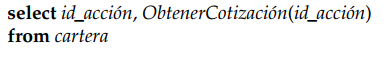 select id_acción, ObtenerCotización(id_acción)
from cartera